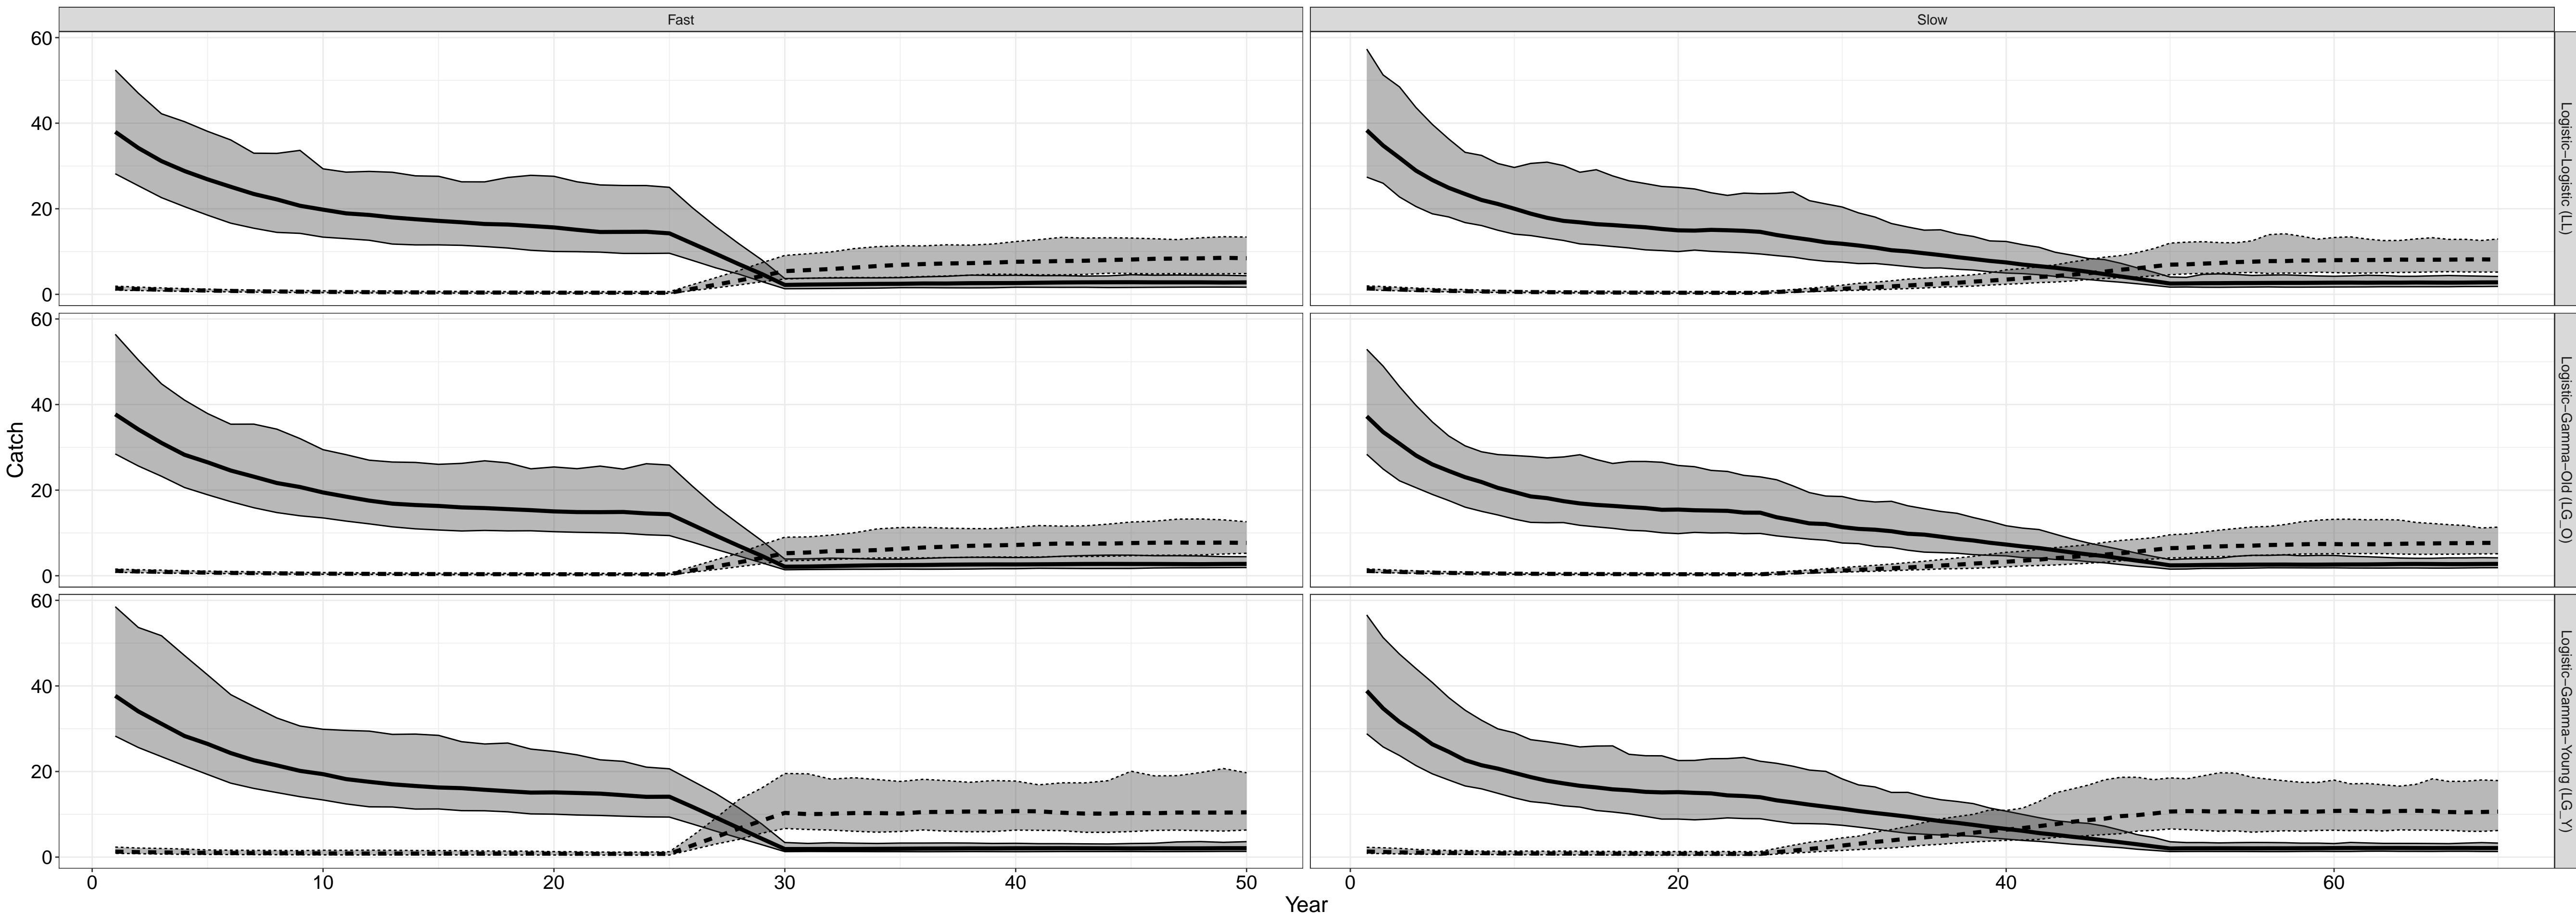 Fast
Slow
Catch
60
40
20
0
Logistic−Logistic (LL)
60
40
20
0
Logistic−Gamma−Old (LG_O)
60
40
20
0
Logistic−Gamma−Young (LG_Y)
0 10 20 30 40 50
0 20 40 60
Year